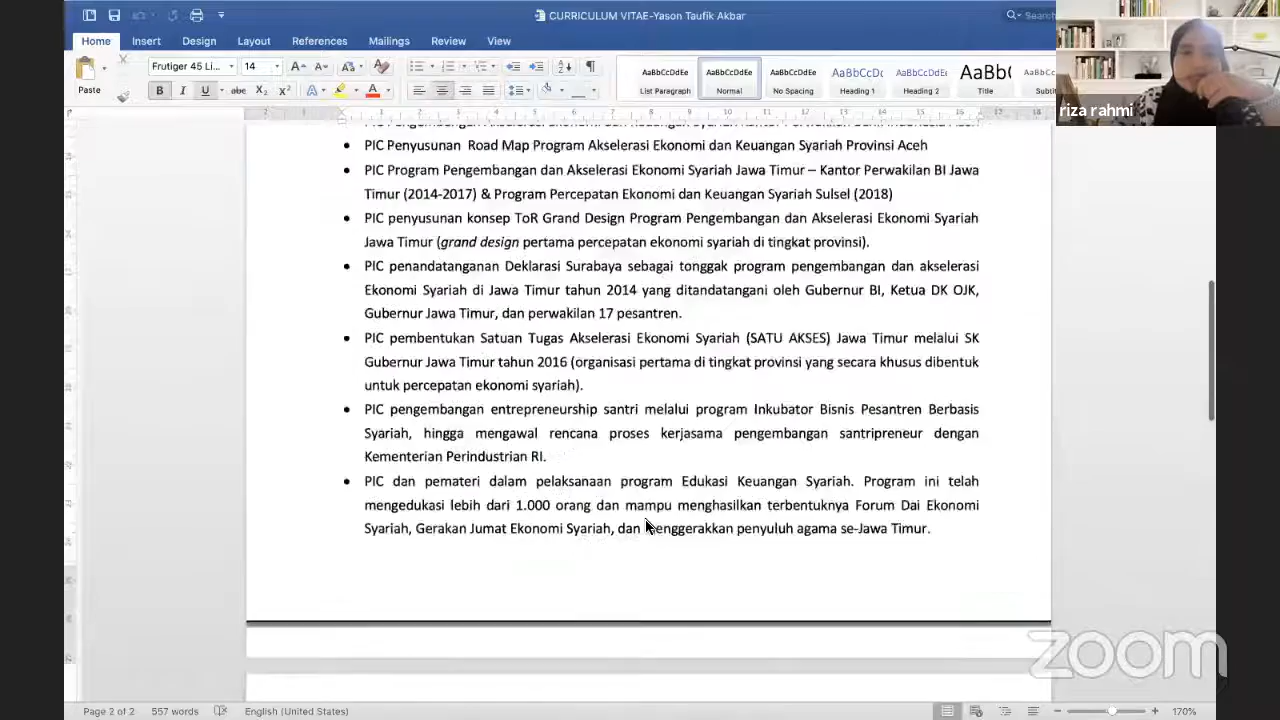 CURRICULUM VITAE-Yason Taufik Akbar
Search
Home Insert Design Layout References Mailings Review View
Paste
Frutiger 45 Li... 14
AaBbCcDdEe AaBbCcDdEe AaBbCcDdEe AaBbCcDc AaBbCcDdEe AaBb(
List Paragraph Normal No Spacing Heading 1 Heading 2 Title
riza rahmi
• PIC Penyusunan Road Map Program Akselerasi Ekonomi dan Keuangan Syariah Provinsi Aceh
• PIC Program Pengembangan dan Akselerasi Ekonomi Syariah Jawa Timur – Kantor Perwakilan BI Jawa
Timur (2014-2017) & Program Percepatan Ekonomi dan Keuangan Syariah Sulsel (2018)
• PIC penyusunan konsep ToR Grand Design Program Pengembangan dan Akselerasi Ekonomi Syariah
Jawa Timur (grand design pertama percepatan ekonomi syariah di tingkat provinsi).
• PIC penandatanganan Deklarasi Surabaya sebagai tonggak program pengembangan dan akselerasi
Ekonomi Syariah di Jawa Timur tahun 2014 yang ditandatangani oleh Gubernur BI, Ketua DK OJK,
Gubernur Jawa Timur, dan perwakilan 17 pesantren.
• PIC pembentukan Satuan Tugas Akselerasi Ekonomi Syariah (SATU AKSES) Jawa Timur melalui SK
Gubernur Jawa Timur tahun 2016 (organisasi pertama di tingkat provinsi yang secara khusus dibentuk
untuk percepatan ekonomi syariah).
• PIC pengembangan entrepreneurship santri melalui program Inkubator Bisnis Pesantren Berbasis
Syariah, hingga mengawal rencana proses kerjasama pengembangan santripreneur dengan
Kementerian Perindustrian RI.
• PIC dan pemateri dalam pelaksanaan program Edukasi Keuangan Syariah. Program ini telah
mengedukasi lebih dari 1.000 orang dan mampu menghasilkan terbentuknya Forum Dai Ekonomi
Syariah, Gerakan Jumat Ekonomi Syariah, dan menggerakkan penyuluh agama se-Jawa Timur.
zoom
Page 2 of 2 557 words English (United States) 170%